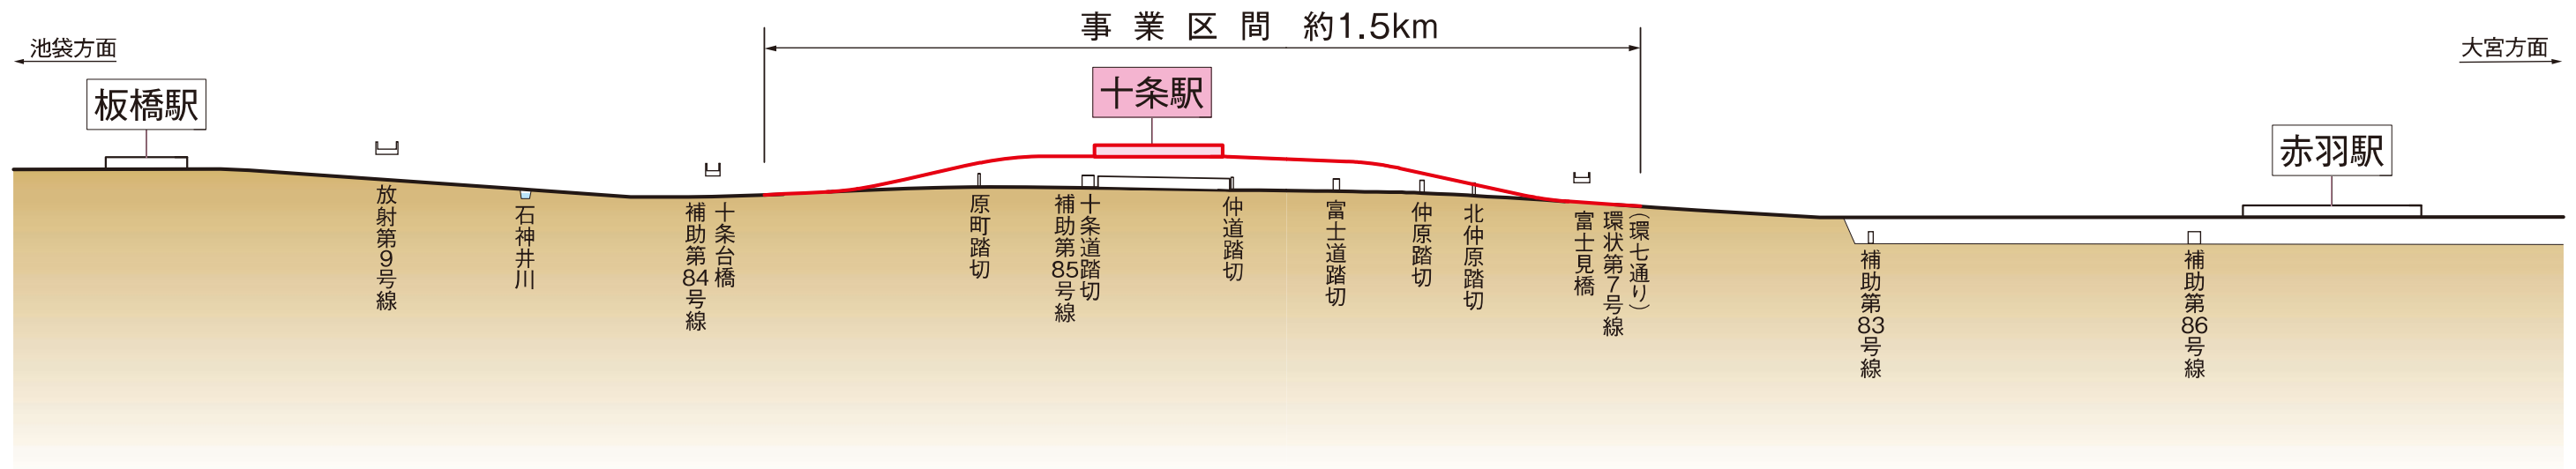 事業区間 約1.5km
池袋方面
大宮方面
板橋駅
十条駅
赤羽駅
放射第9号線
石神井川
補助第84号線
十条台橋
原町踏切
補助第85号線
十条道踏切
仲道踏切
富士道踏切
仲原踏切
北仲原踏切
富士見橋
環状第7号線
(環七通り)
補助第83号線
補助第86号線